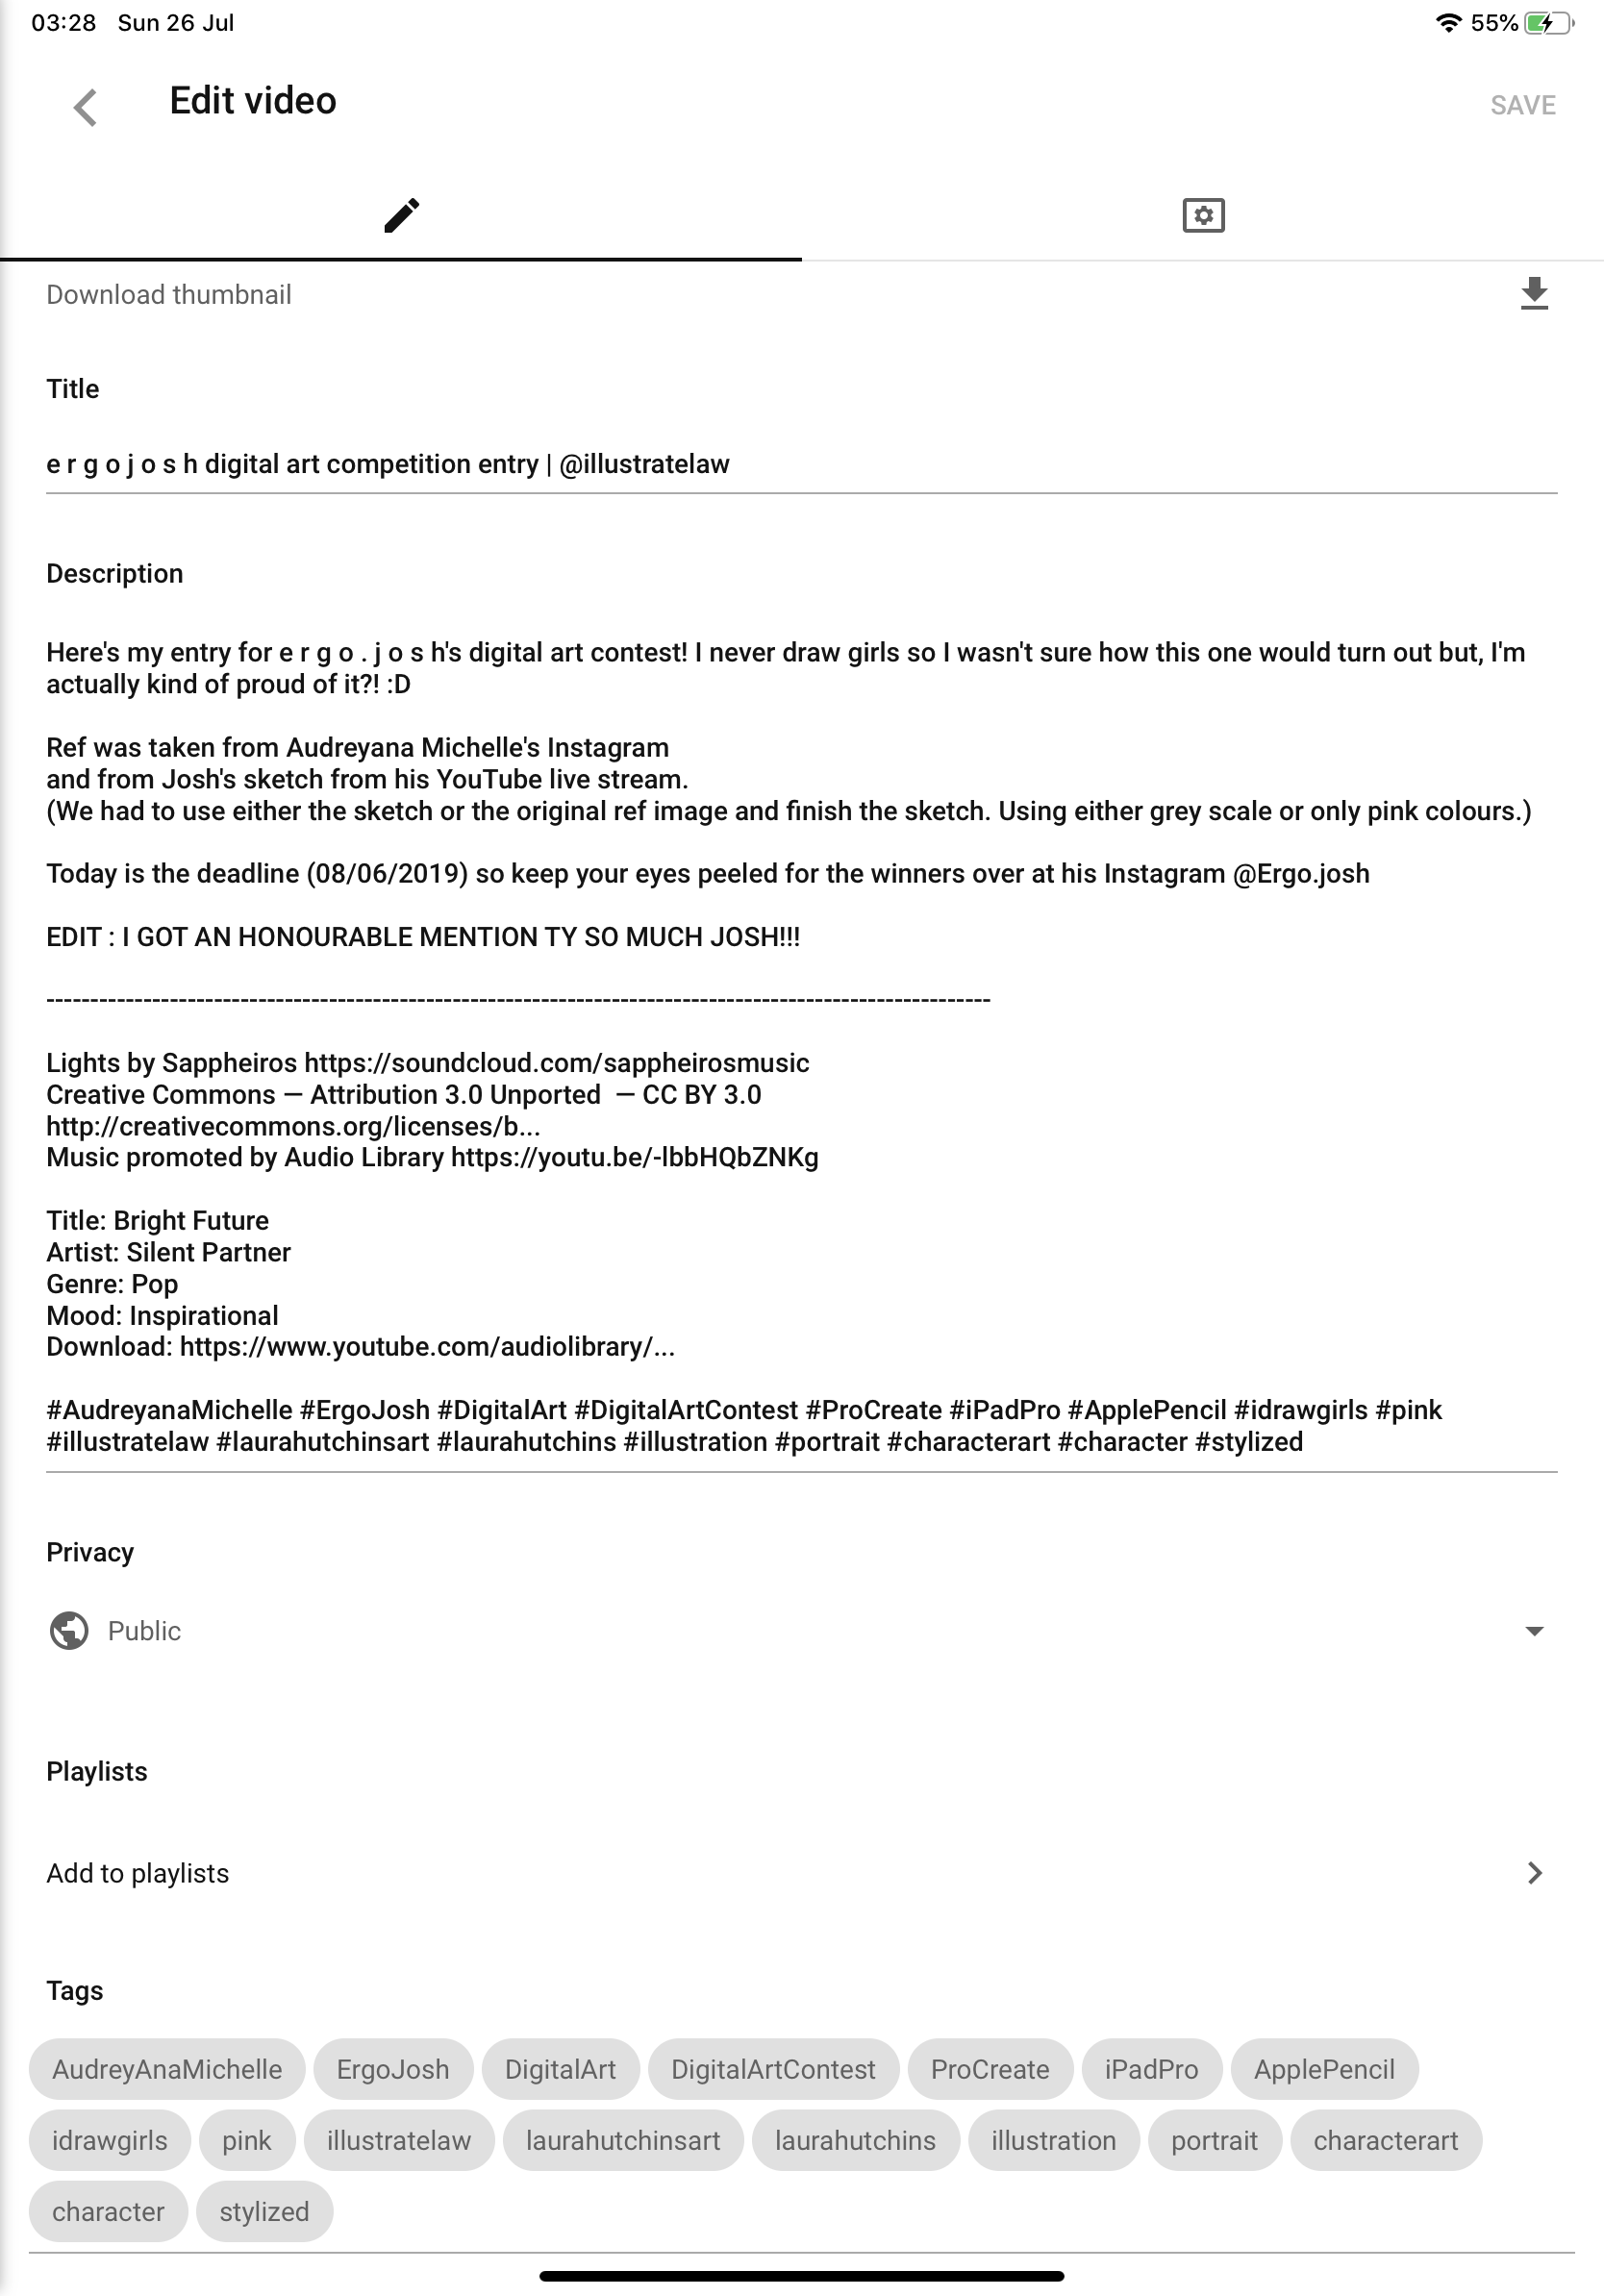 03:28 Sun 26 Jul 55%
Edit video SAVE
Download thumbnail
Title
e r g o j o s h digital art competition entry | @illustratelaw
Description
Here's my entry for e r g o . j o s h's digital art contest! I never draw girls so I wasn't sure how this one would turn out but, I'm
actually kind of proud of it?! :D
Ref was taken from Audreyana Michelle's Instagram
and from Josh's sketch from his YouTube live stream.
(We had to use either the sketch or the original ref image and finish the sketch. Using either grey scale or only pink colours.)
Today is the deadline (08/06/2019) so keep your eyes peeled for the winners over at his Instagram @Ergo.josh
EDIT : I GOT AN HONOURABLE MENTION TY SO MUCH JOSH!!!
-----------------------------------------------------------------------------------------------------------
Lights by Sappheiros https://soundcloud.com/sappheirosmusic
Creative Commons — Attribution 3.0 Unported  — CC BY 3.0
http://creativecommons.org/licenses/b...
Music promoted by Audio Library https://youtu.be/-lbbHQbZNKg
Title: Bright Future
Artist: Silent Partner
Genre: Pop
Mood: Inspirational
Download: https://www.youtube.com/audiolibrary/...
#AudreyanaMichelle #ErgoJosh #DigitalArt #DigitalArtContest #ProCreate #iPadPro #ApplePencil #idrawgirls #pink
#illustratelaw #laurahutchinsart #laurahutchins #illustration #portrait #characterart #character #stylized
Privacy
Public
Playlists
Add to playlists
Tags
AudreyAnaMichelle ErgoJosh DigitalArt DigitalArtContest ProCreate iPadPro ApplePencil
idrawgirls pink illustratelaw laurahutchinsart laurahutchins illustration portrait characterart
character stylized